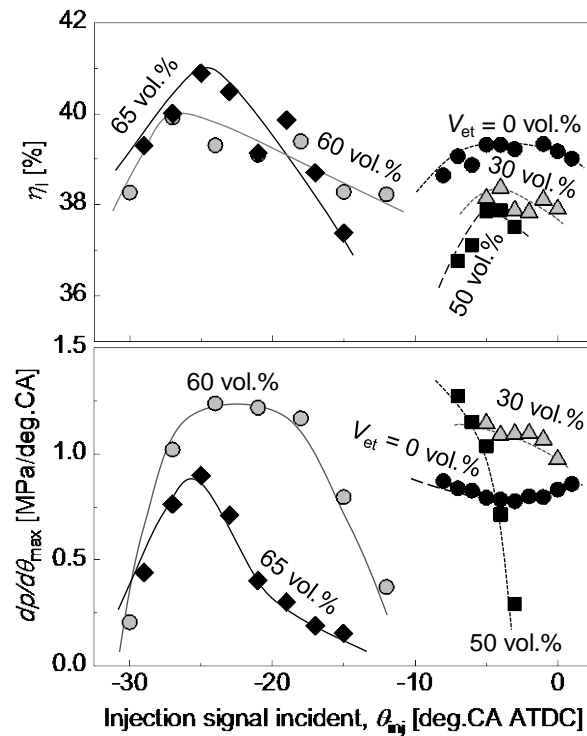 42
40
38
36
η_i [%]
65 vol.%
60 vol.%
V_et = 0 vol.%
30 vol.%
50 vol.%
1.5
1.0
0.5
0.0
dp/dθ_max [MPa/deg.CA]
60 vol.%
65 vol.%
30 vol.%
V_et = 0 vol.%
50 vol.%
-30 -20 -10 0
Injection signal incident, θ_inj [deg.CA ATDC]